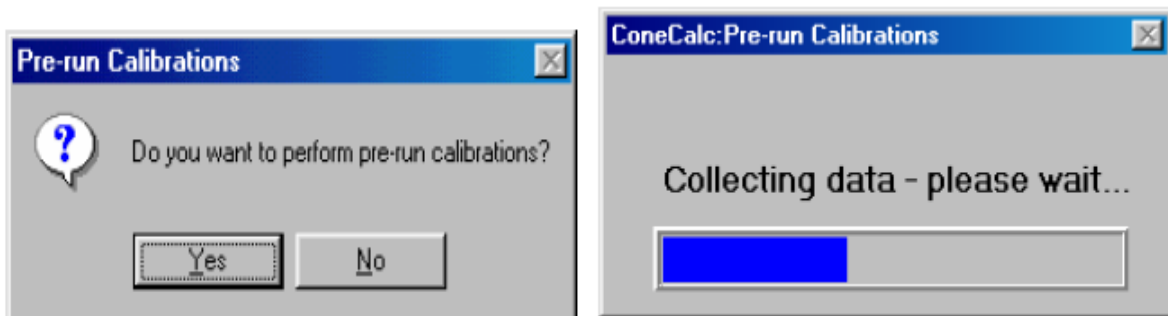 Pre-run Calibrations
?
Do you want to perform pre-run calibrations?
Yes
No
ConeCalc:Pre-run Calibrations
Collecting data - please wait...